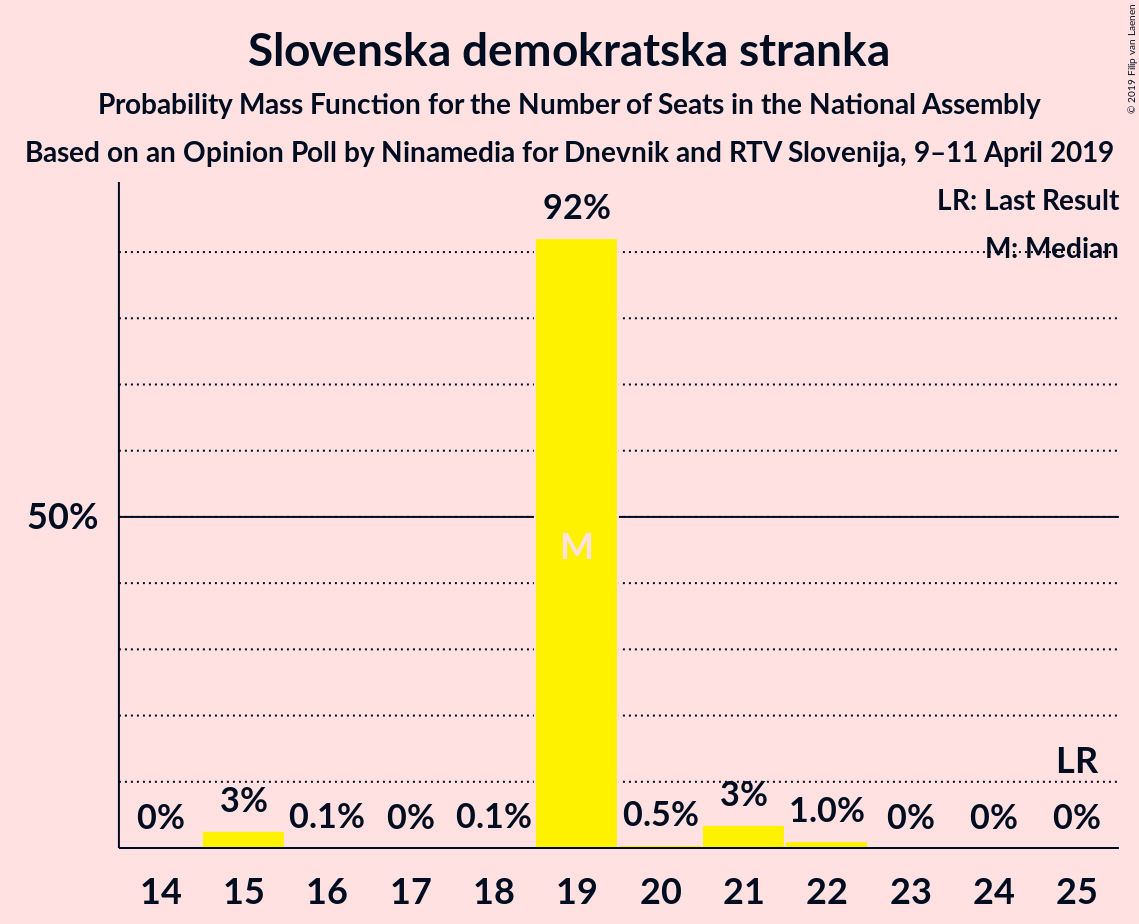 Slovenska demokratska stranka
Probability Mass Function for the Number of Seats in the National Assembly
Based on an Opinion Poll by Ninamedia for Dnevnik and RTV Slovenija, 9–11 April 2019
© 2019 Filip van Laenen
LR: Last Result
M: Median
92%
50%
M
LR
0% 3% 0.1% 0% 0.1% 0.5% 3% 1.0% 0% 0% 0%
14 15 16 17 18 19 20 21 22 23 24 25